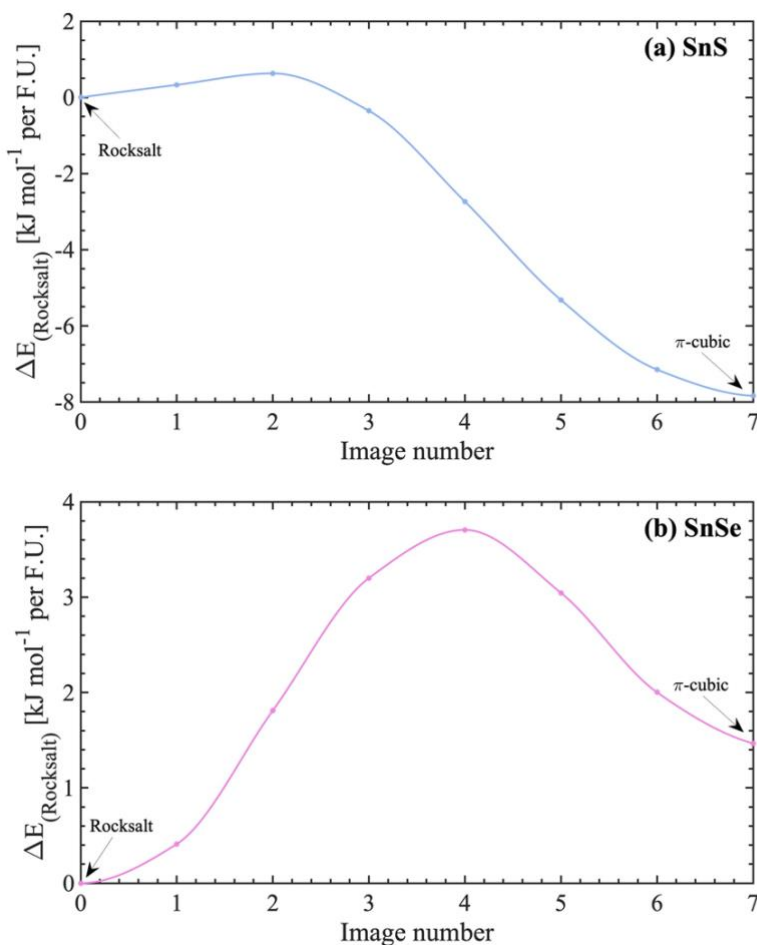 2
0
-2
-4
-6
-8
ΔE(Rocksalt) [kJ mol-1 per F.U.]
(a) SnS
Rocksalt
π-cubic
0 1 2 3 4 5 6 7
Image number
4
3
2
1
0
ΔE(Rocksalt) [kJ mol-1 per F.U.]
(b) SnSe
π-cubic
Rocksalt
0 1 2 3 4 5 6 7
Image number